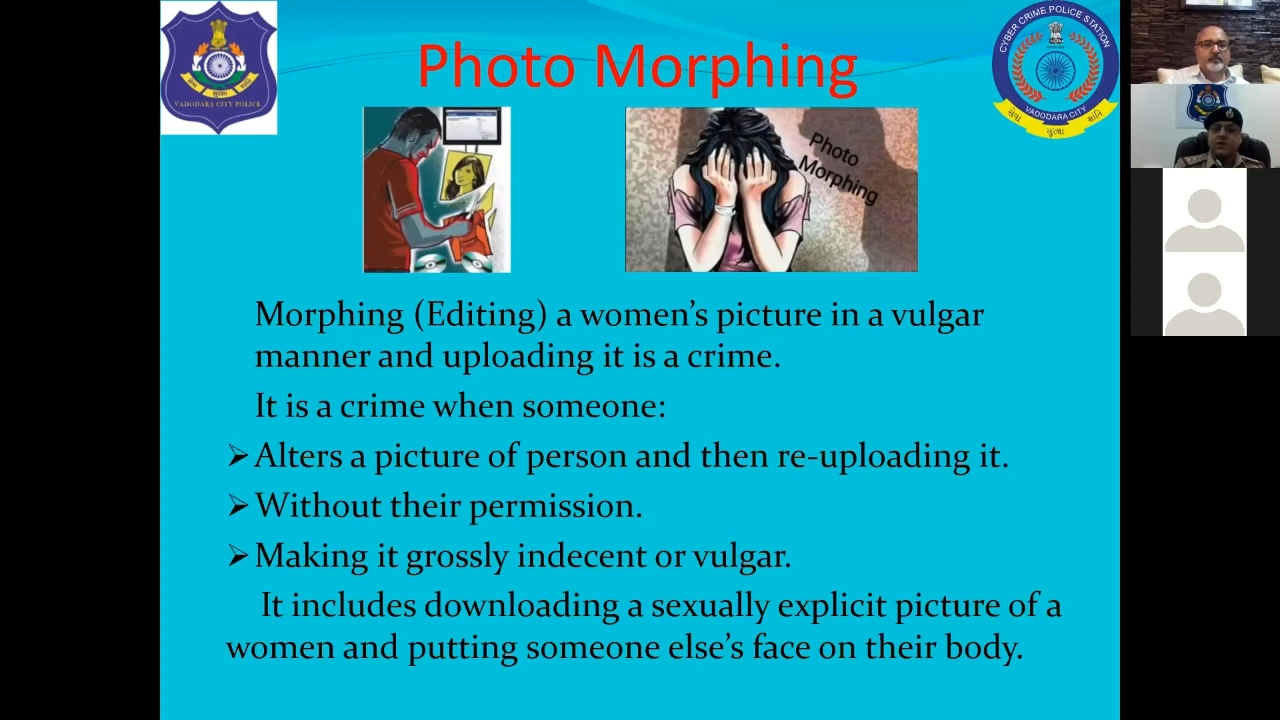 Photo Morphing
VADODARA CITY POLICE
CYBER CRIME POLICE STATION
VADODARA CITY
સુરક્ષા
શાંતિ
Photo
Morphing
Morphing (Editing) a women’s picture in a vulgar
manner and uploading it is a crime.
It is a crime when someone:
➢ Alters a picture of person and then re-uploading it.
➢ Without their permission.
➢ Making it grossly indecent or vulgar.
It includes downloading a sexually explicit picture of a
women and putting someone else’s face on their body.